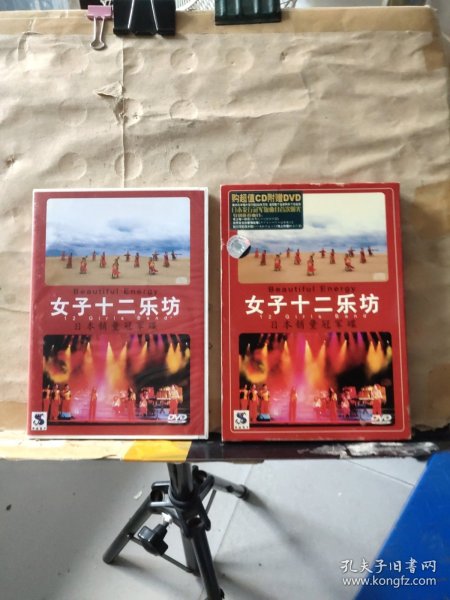 Beautiful Energy
女子十二乐坊
12 Girls Band
日本销量冠军碟
DVD
购超值CD附赠DVD
Beautiful Energy
女子十二乐坊
12 Girls Band
日本销量冠军碟
DVD
孔夫子旧书网
www.kongfz.com